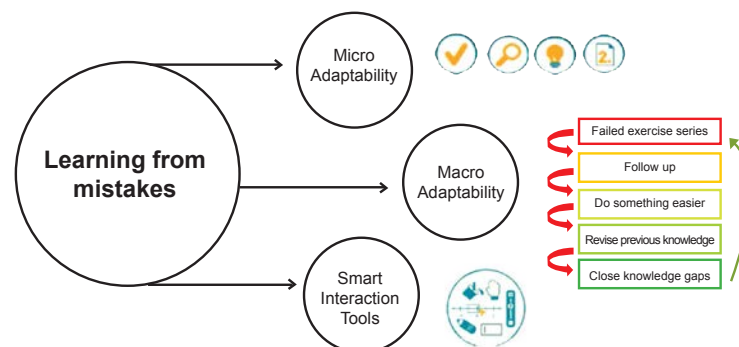 Micro
Adaptability
2.
Learning from
mistakes
Macro
Adaptability
Failed exercise series
Follow up
Do something easier
Revise previous knowledge
Close knowledge gaps
Smart
Interaction
Tools